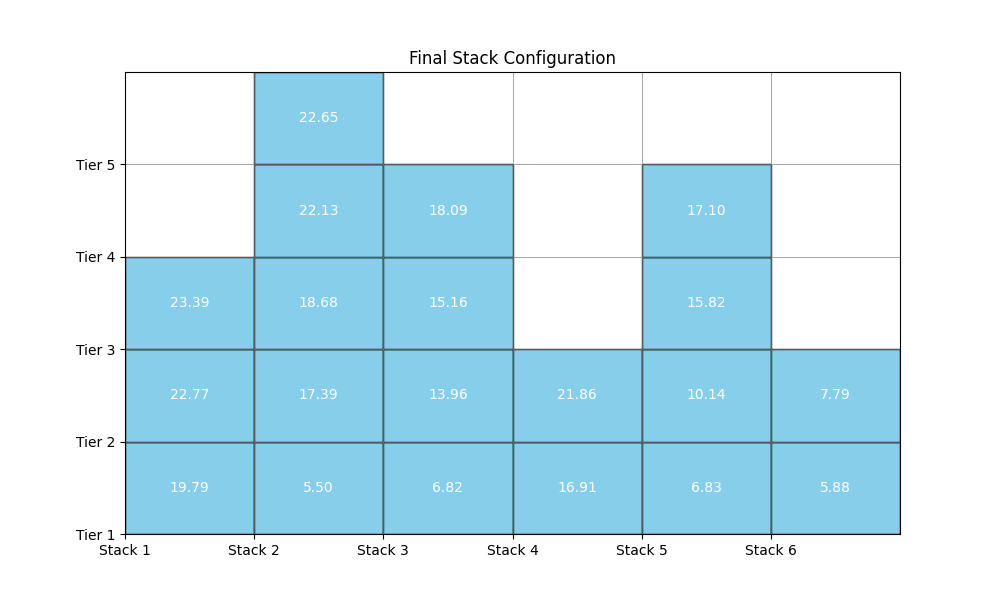 Final Stack Configuration
22.65
Tier 5
22.13 18.09 17.10
Tier 4
23.39 18.68 15.16 15.82
Tier 3
22.77 17.39 13.96 21.86 10.14 7.79
Tier 2
19.79 5.50 6.82 16.91 6.83 5.88
Tier 1
Stack 1 Stack 2 Stack 3 Stack 4 Stack 5 Stack 6